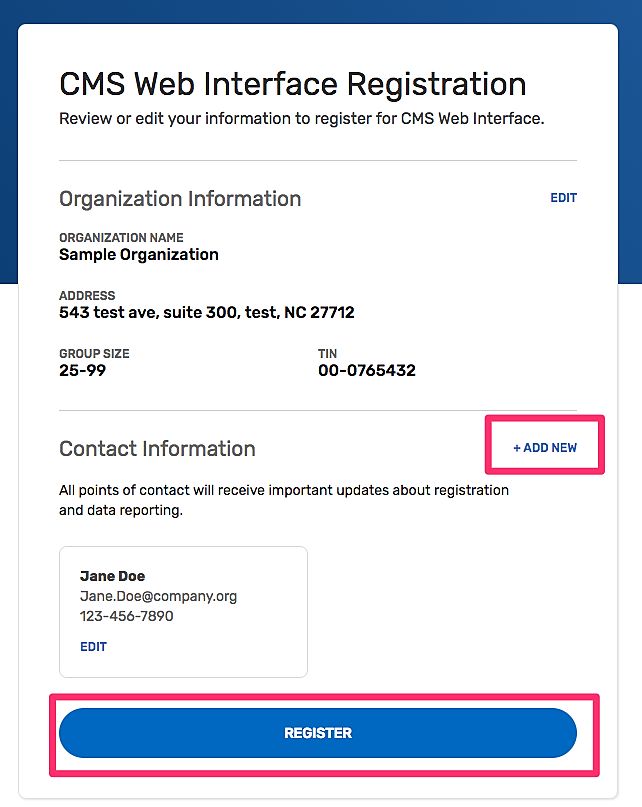 CMS Web Interface Registration
Review or edit your information to register for CMS Web Interface.
Organization Information
EDIT
ORGANIZATION NAME
Sample Organization
ADDRESS
543 test ave, suite 300, test, NC 27712
GROUP SIZE
TIN
25-99
00-0765432
Contact Information
+ ADD NEW
All points of contact will receive important updates about registration
and data reporting.
Jane Doe
Jane.Doe@company.org
123-456-7890
EDIT
REGISTER